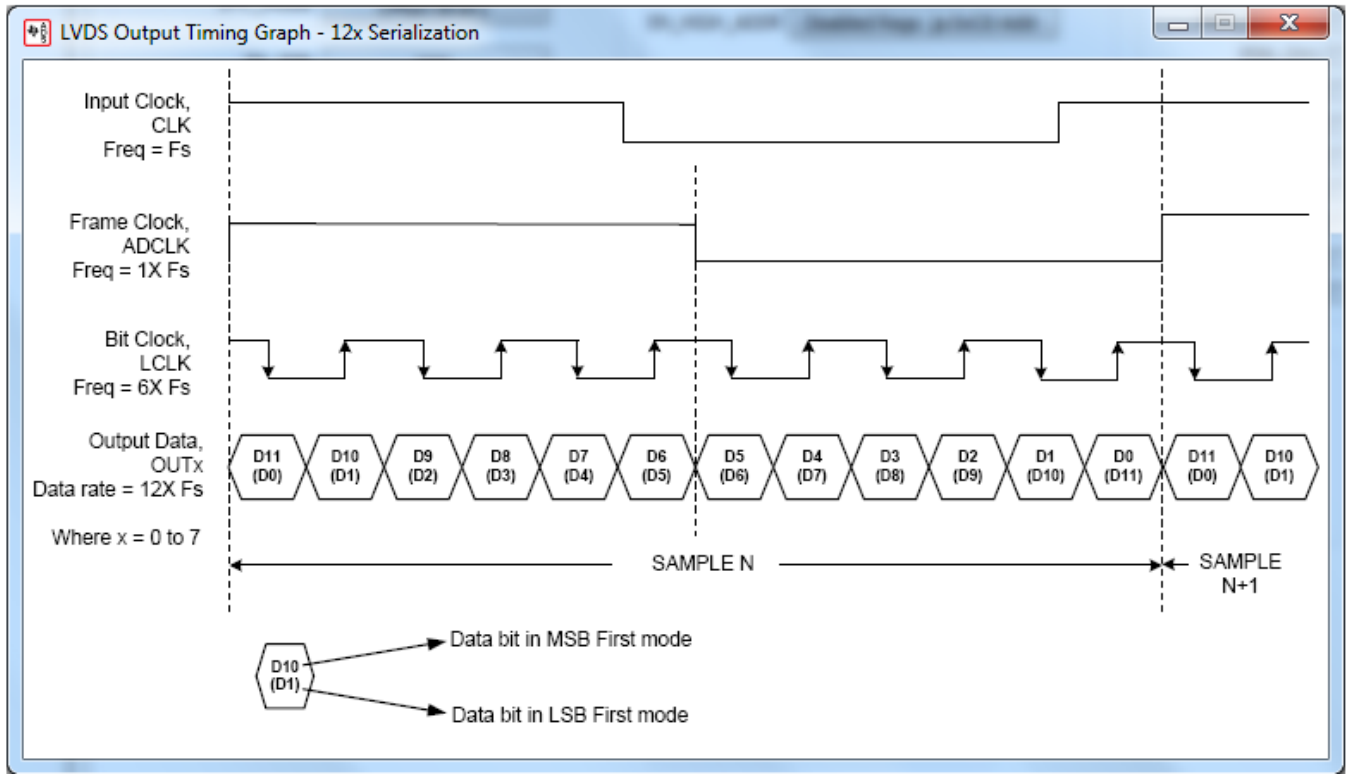 LVDS Output Timing Graph - 12x Serialization
Input Clock,
CLK
Freq = Fs
Frame Clock,
ADCLK
Freq = 1X Fs
Bit Clock,
LCLK
Freq = 6X Fs
Output Data,
OUTx
Data rate = 12X Fs
Where x = 0 to 7
D11 D10 D9 D8 D7 D6 D5 D4 D3 D2 D1 D0 D11 D10
(D0) (D1) (D2) (D3) (D4) (D5) (D6) (D7) (D8) (D9) (D10) (D11) (D0) (D1)
SAMPLE N
SAMPLE
N+1
D10
(D1)
Data bit in MSB First mode
Data bit in LSB First mode